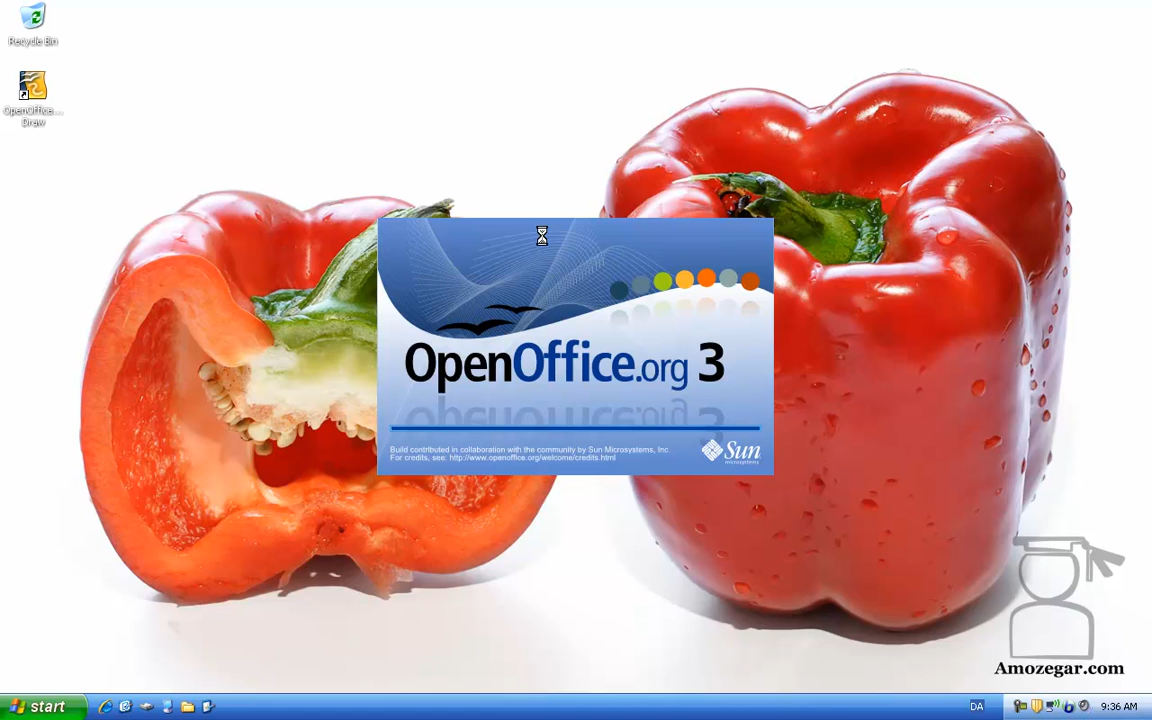 Recycle Bin
OpenOffice....
Draw
OpenOffice.org 3
Build contributed in collaboration with the community by Sun Microsystems, Inc.
For credits, see: http://www.openoffice.org/welcome/credits.html
Sun
microsystems
Amozegar.com
start
DA
9:36 AM